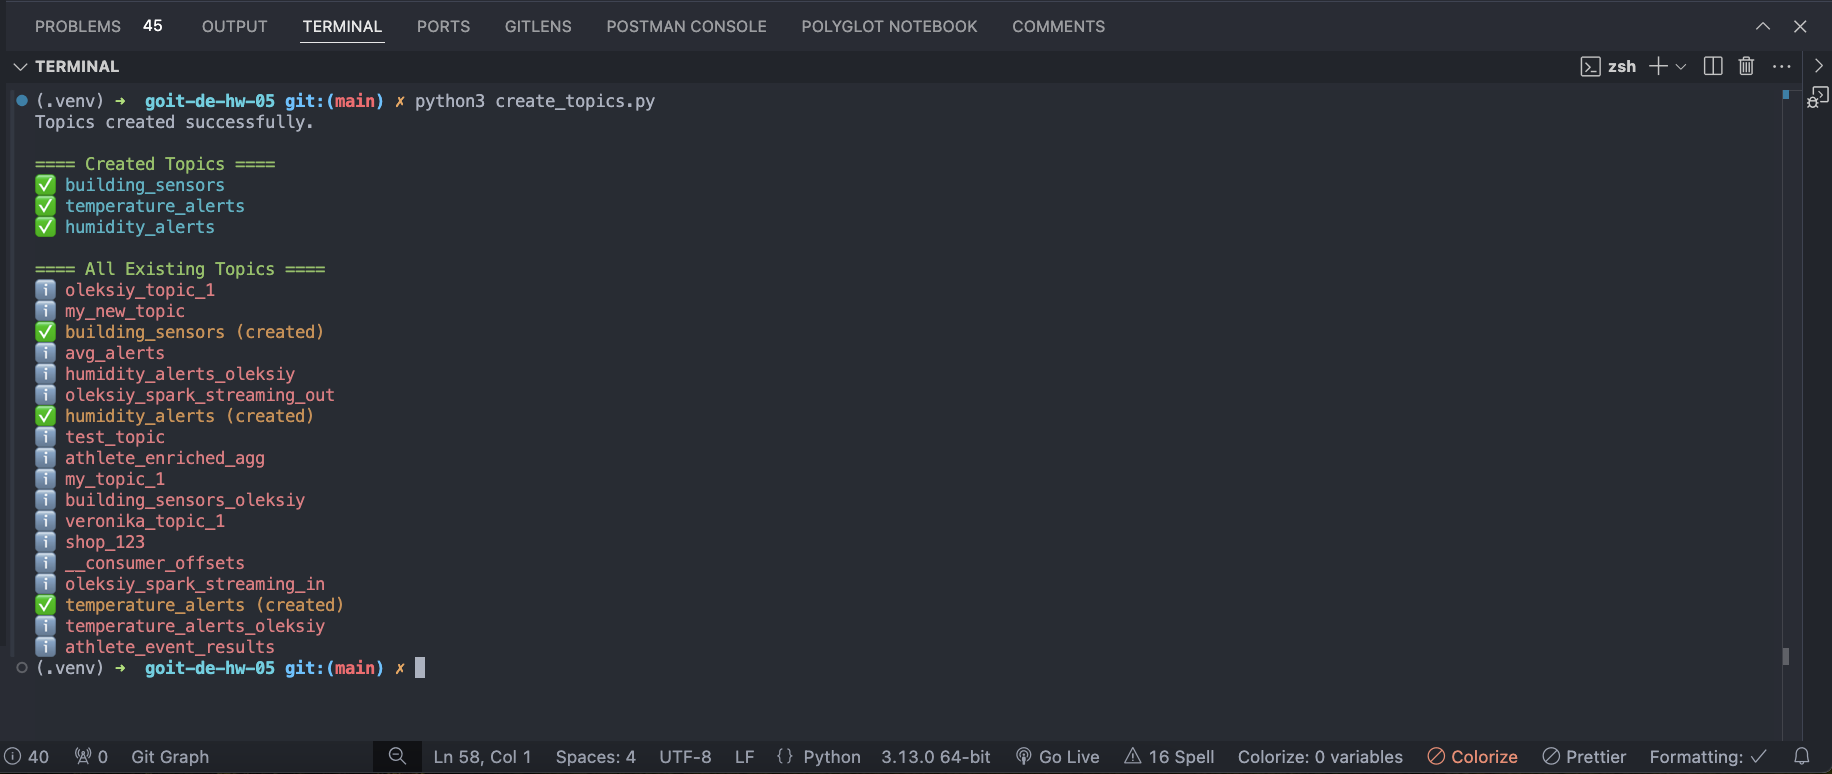 PROBLEMS 45 OUTPUT TERMINAL PORTS GITLENS POSTMAN CONSOLE POLYGLOT NOTEBOOK COMMENTS
TERMINAL zsh
(.venv) ➜ goit-de-hw-05 git:(main) ✗ python3 create_topics.py
Topics created successfully.
==== Created Topics ====
✅ building_sensors
✅ temperature_alerts
✅ humidity_alerts
==== All Existing Topics ====
ℹ️ oleksiy_topic_1
ℹ️ my_new_topic
✅ building_sensors (created)
ℹ️ avg_alerts
ℹ️ humidity_alerts_oleksiy
ℹ️ oleksiy_spark_streaming_out
✅ humidity_alerts (created)
ℹ️ test_topic
ℹ️ athlete_enriched_agg
ℹ️ my_topic_1
ℹ️ building_sensors_oleksiy
ℹ️ veronika_topic_1
ℹ️ shop_123
ℹ️ __consumer_offsets
ℹ️ oleksiy_spark_streaming_in
✅ temperature_alerts (created)
ℹ️ temperature_alerts_oleksiy
ℹ️ athlete_event_results
(.venv) ➜ goit-de-hw-05 git:(main) ✗
40 0 Git Graph Ln 58, Col 1 Spaces: 4 UTF-8 LF {} Python 3.13.0 64-bit Go Live 16 Spell Colorize: 0 variables Colorize Prettier Formatting: ✓